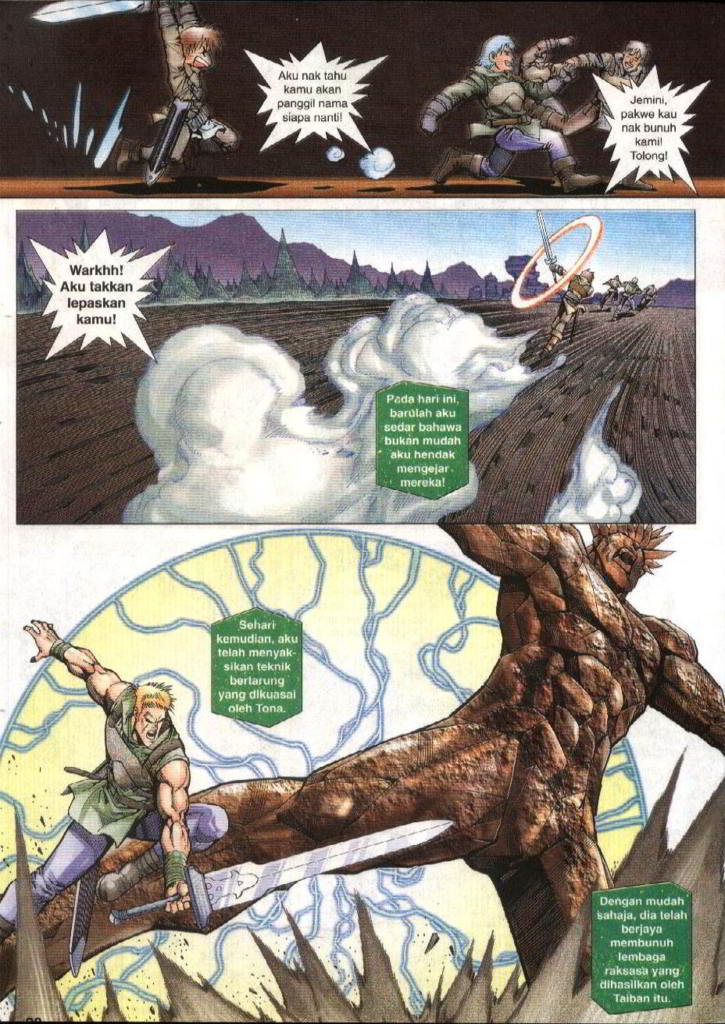 Aku nak tahu
kamu akan
panggil nama
siapa nanti!
Jemini,
pakwe kau
nak bunuh
kami!
Tolong!
Warkhh!
Aku takkan
lepaskan
kamu!
Pada hari ini,
barulah aku
sedar bahawa
bukan mudah
aku hendak
mengejar
mereka!
Sehari
kemudian, aku
telah menyak-
sikan teknik
bertarung
yang dikuasai
oleh Tona.
Dengan mudah
sahaja, dia telah
berjaya
membunuh
lembaga
raksasa yang
dihasilkan oleh
Taiban itu.